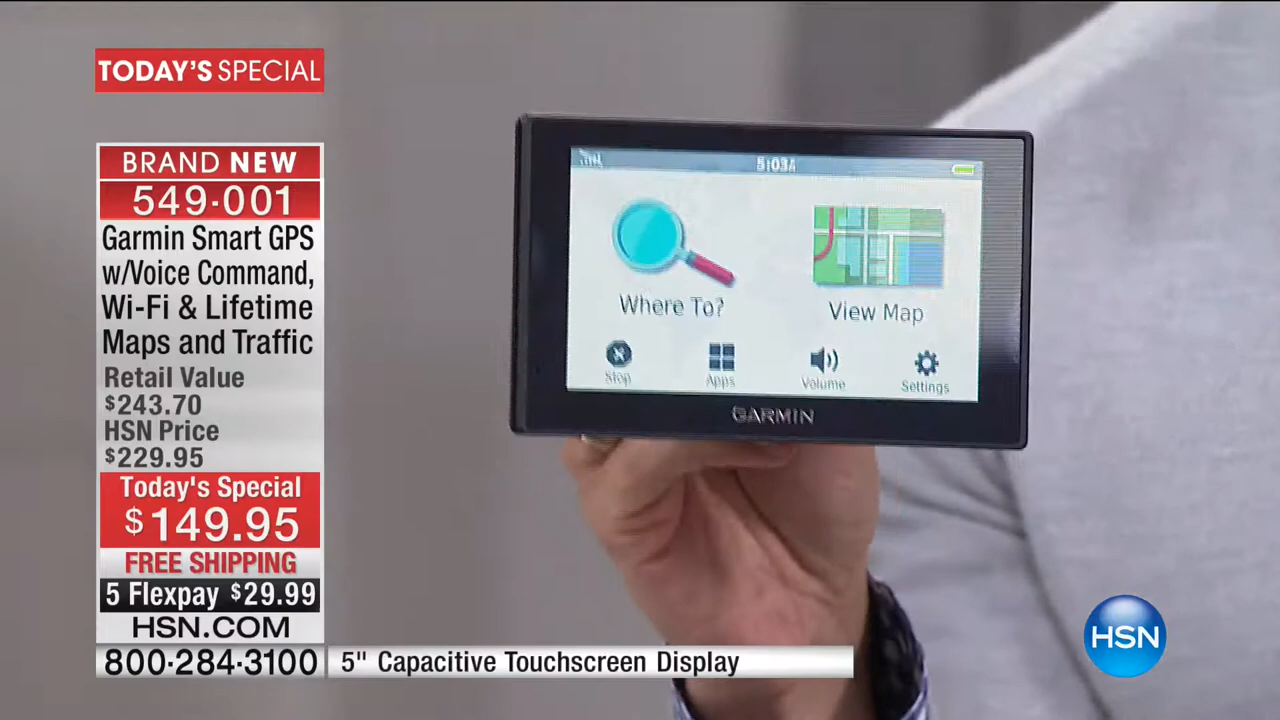 TODAY'S SPECIAL
BRAND NEW
549·001
Garmin Smart GPS
w/Voice Command,
Wi-Fi & Lifetime
Maps and Traffic
Retail Value
$243.70
HSN Price
$229.95
Today's Special
$149.95
FREE SHIPPING
5 Flexpay $29.99
HSN.COM
800·284·3100
5" Capacitive Touchscreen Display
5:03
Where To?
View Map
Stop
Apps
Volume
Settings
GARMIN
HSN